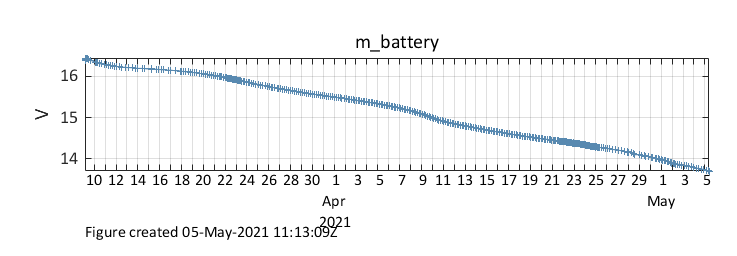 m_battery
16
15
14
V
10 12 14 16 18 20 22 24 26 28 30 1 3 5 7 9 11 13 15 17 19 21 23 25 27 29 1 3 5
Apr May
2021
Figure created 05-May-2021 11:13:09Z